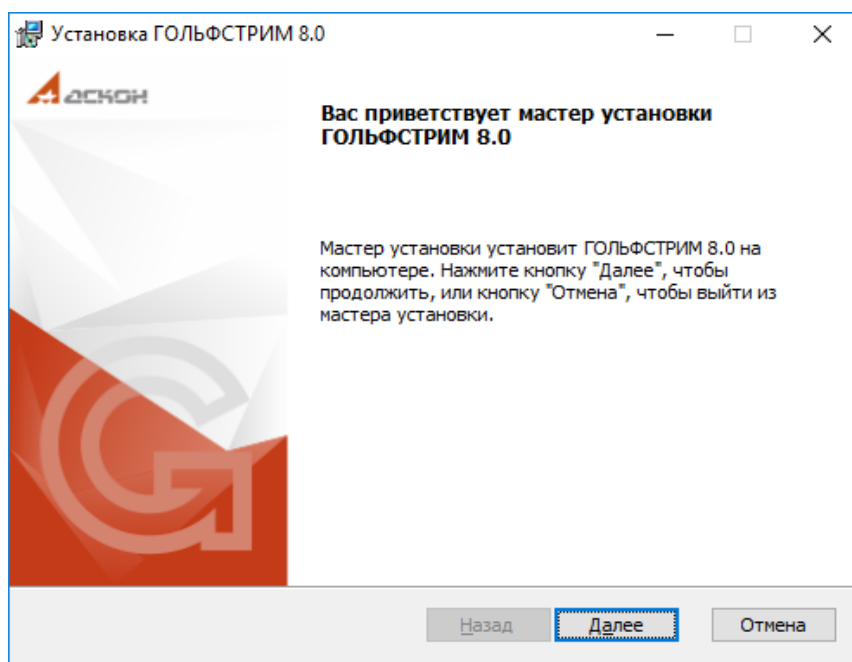 Установка ГОЛЬФСТРИМ 8.0
АСКОН
Вас приветствует мастер установки
ГОЛЬФСТРИМ 8.0
Мастер установки установит ГОЛЬФСТРИМ 8.0 на
компьютере. Нажмите кнопку "Далее", чтобы
продолжить, или кнопку "Отмена", чтобы выйти из
мастера установки.
Назад Далее Отмена